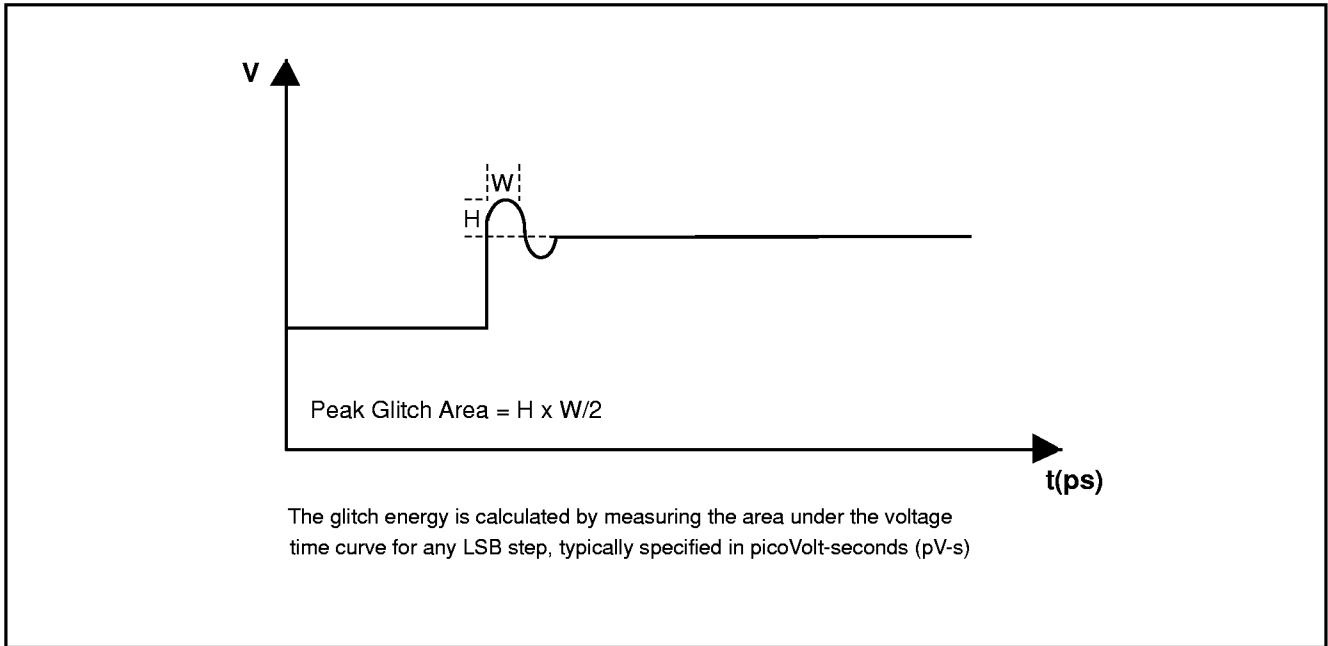 V
W
H
Peak Glitch Area = H x W/2
t(ps)
The glitch energy is calculated by measuring the area under the voltage
time curve for any LSB step, typically specified in picoVolt-seconds (pV-s)